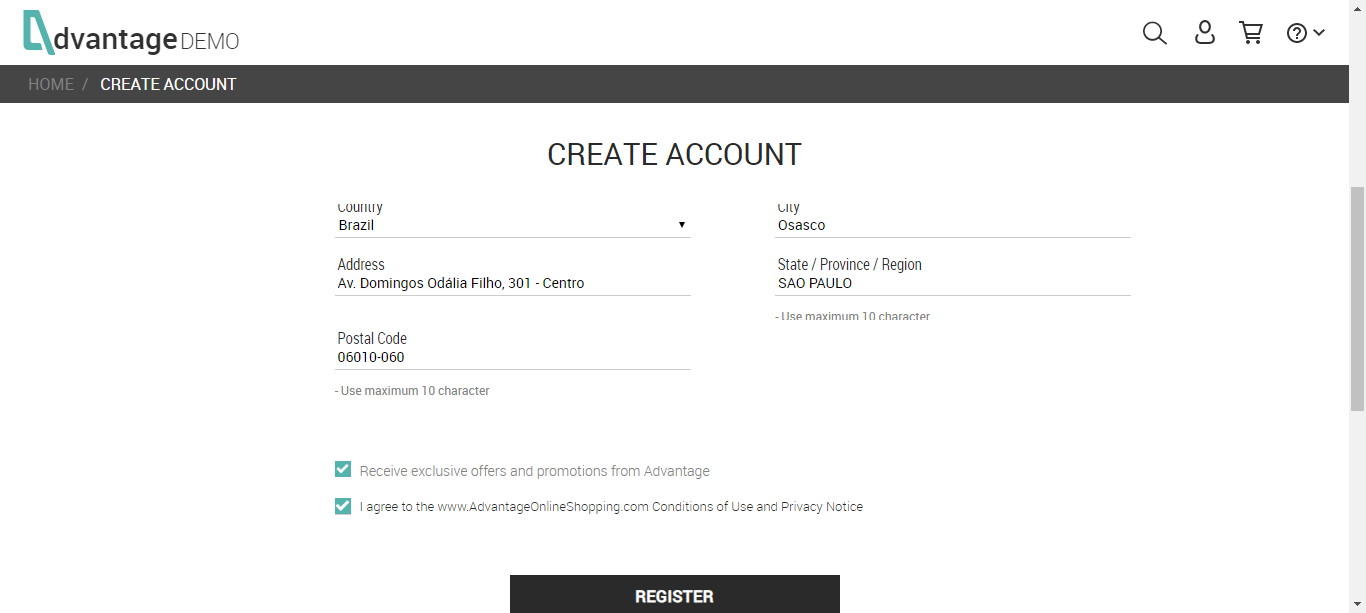 dvantage DEMO
HOME / CREATE ACCOUNT
CREATE ACCOUNT
Country
Brazil
City
Osasco
Address
Av. Domingos Odália Filho, 301 - Centro
State / Province / Region
SAO PAULO
- Use maximum 10 character
Postal Code
06010-060
- Use maximum 10 character
Receive exclusive offers and promotions from Advantage
I agree to the www.AdvantageOnlineShopping.com Conditions of Use and Privacy Notice
REGISTER